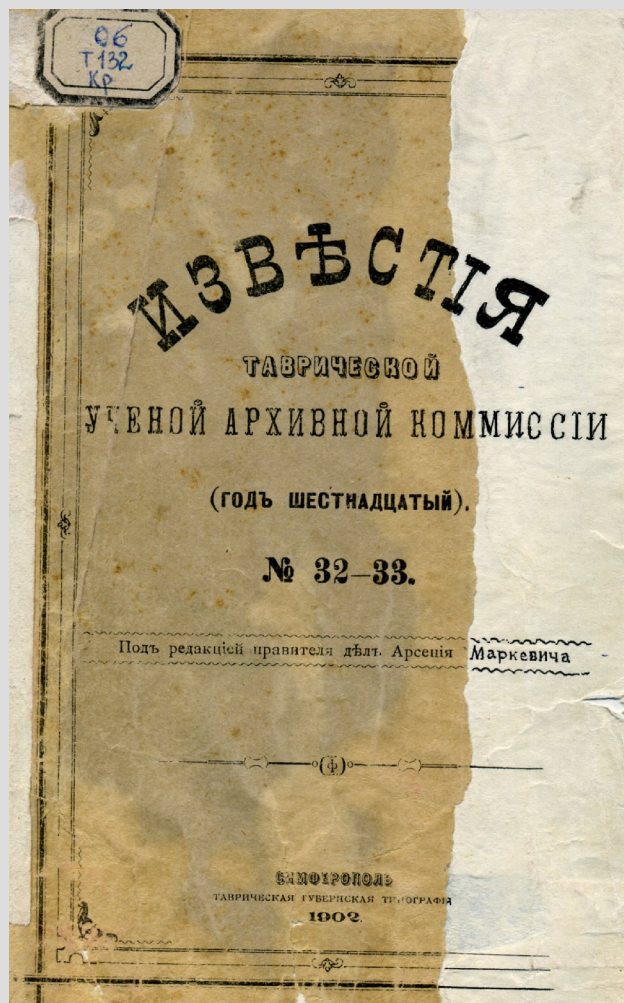 06
Т132
Кр
ИЗВѢСТІЯ
ТАВРИЧЕСКОЙ
УЧЕНОЙ АРХИВНОЙ КОММИССІИ
(ГОДЪ ШЕСТНАДЦАТЫЙ).
№ 32—33.
Подъ редакціей правителя дѣлъ Арсенія Маркевича
СИМФЕРОПОЛЬ
ТАВРИЧЕСКАЯ ГУБЕРНСКАЯ ТИПОГРАФІЯ
1902.